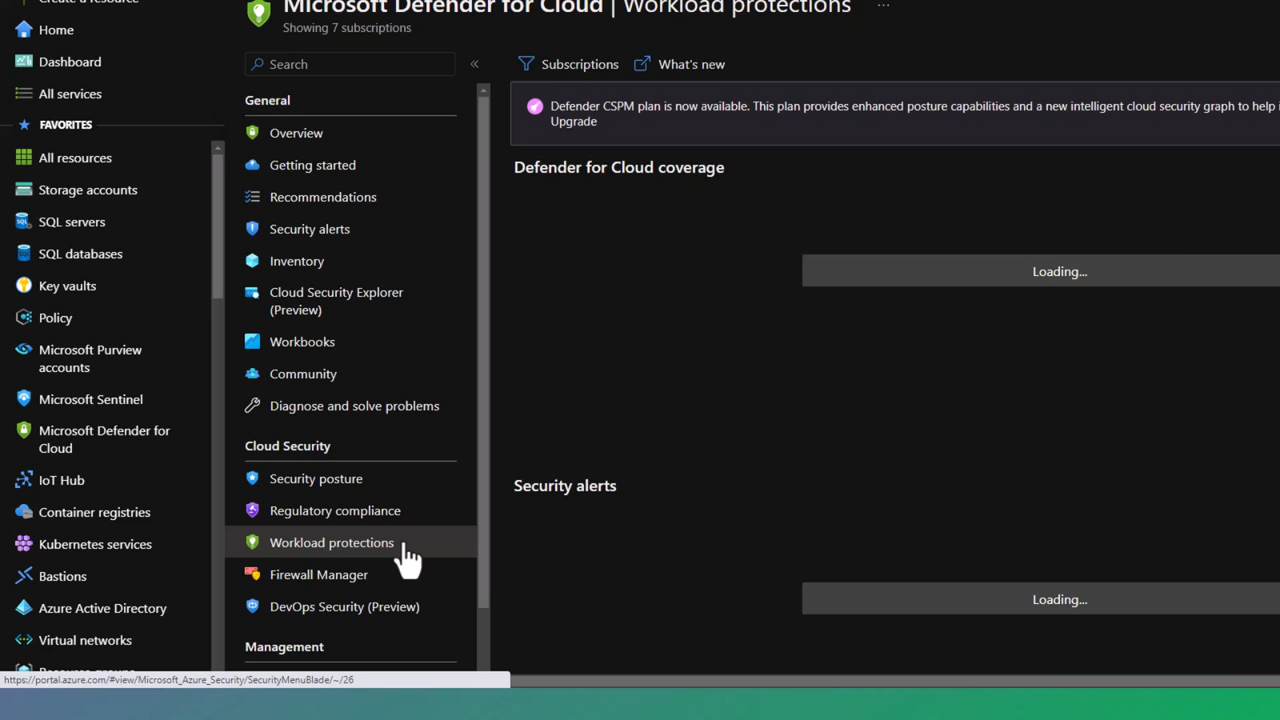 Create a resource
Home
Dashboard
All services
FAVORITES
All resources
Storage accounts
SQL servers
SQL databases
Key vaults
Policy
Microsoft Purview
accounts
Microsoft Sentinel
Microsoft Defender for
Cloud
IoT Hub
Container registries
Kubernetes services
Bastions
Azure Active Directory
Virtual networks
Resource groups
https://portal.azure.com/#view/Microsoft_Azure_Security/SecurityMenuBlade/~/26
Microsoft Defender for Cloud | Workload protections ...
Showing 7 subscriptions
Search
«
General
Overview
Getting started
Recommendations
Security alerts
Inventory
Cloud Security Explorer
(Preview)
Workbooks
Community
Diagnose and solve problems
Cloud Security
Security posture
Regulatory compliance
Workload protections
Firewall Manager
DevOps Security (Preview)
Management
Subscriptions
What's new
Defender CSPM plan is now available. This plan provides enhanced posture capabilities and a new intelligent cloud security graph to help
Upgrade
Defender for Cloud coverage
Loading...
Security alerts
Loading...